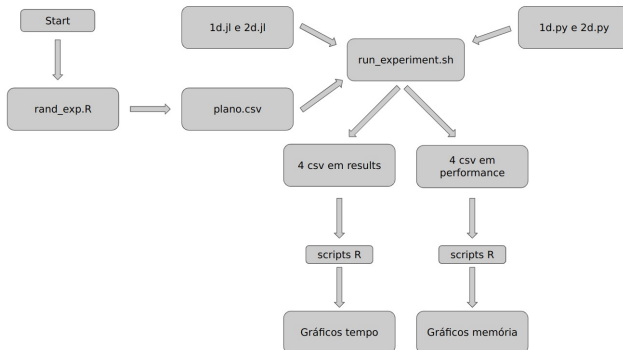 Start
1d.jl e 2d.jl
1d.py e 2d.py
run_experiment.sh
rand_exp.R
plano.csv
4 csv em results
4 csv em
performance
scripts R
scripts R
Gráficos tempo
Gráficos memória